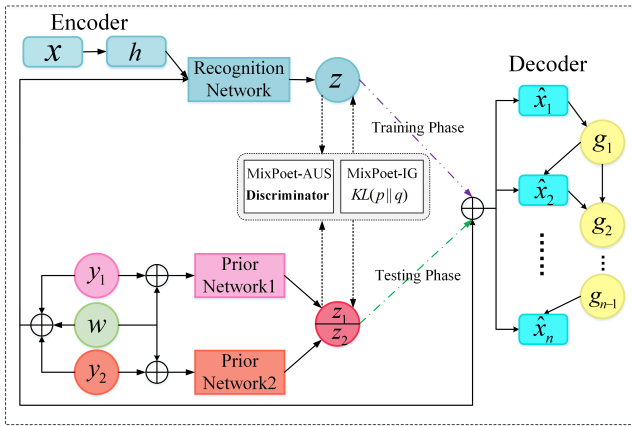 Encoder
x
h
Recognition
Network
z
Decoder
x̂₁
g₁
Training Phase
MixPoet-AUS
Discriminator
MixPoet-IG
KL(p || q)
x̂₂
g₂
y₁
Prior
Network1
Testing Phase
w
z₁
z₂
gₙ₋₁
y₂
Prior
Network2
x̂ₙ